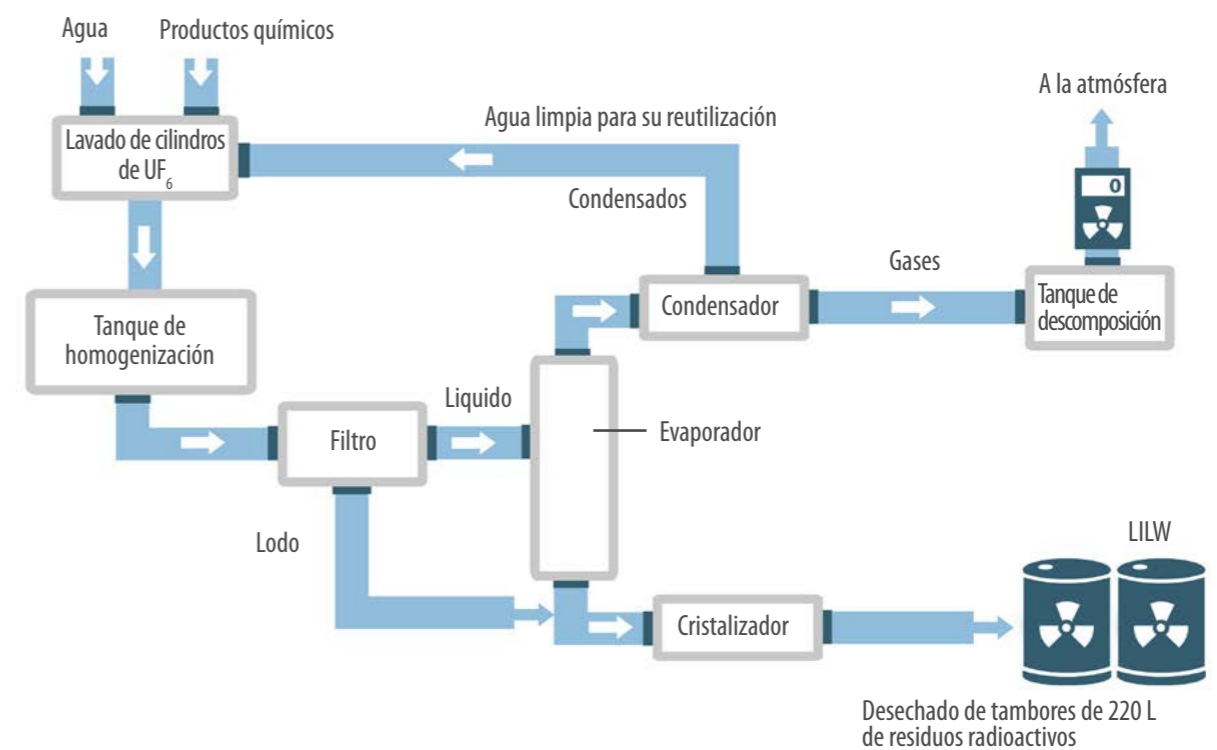 Agua
Productos químicos
Lavado de cilindros
de UF6
Agua limpia para su reutilización
Condensados
A la atmósfera
0
Tanque de
homogenización
Condensador
Gases
Tanque de
descomposición
Filtro
Liquido
Evaporador
Lodo
Cristalizador
LILW
Desechado de tambores de 220 L
de residuos radioactivos